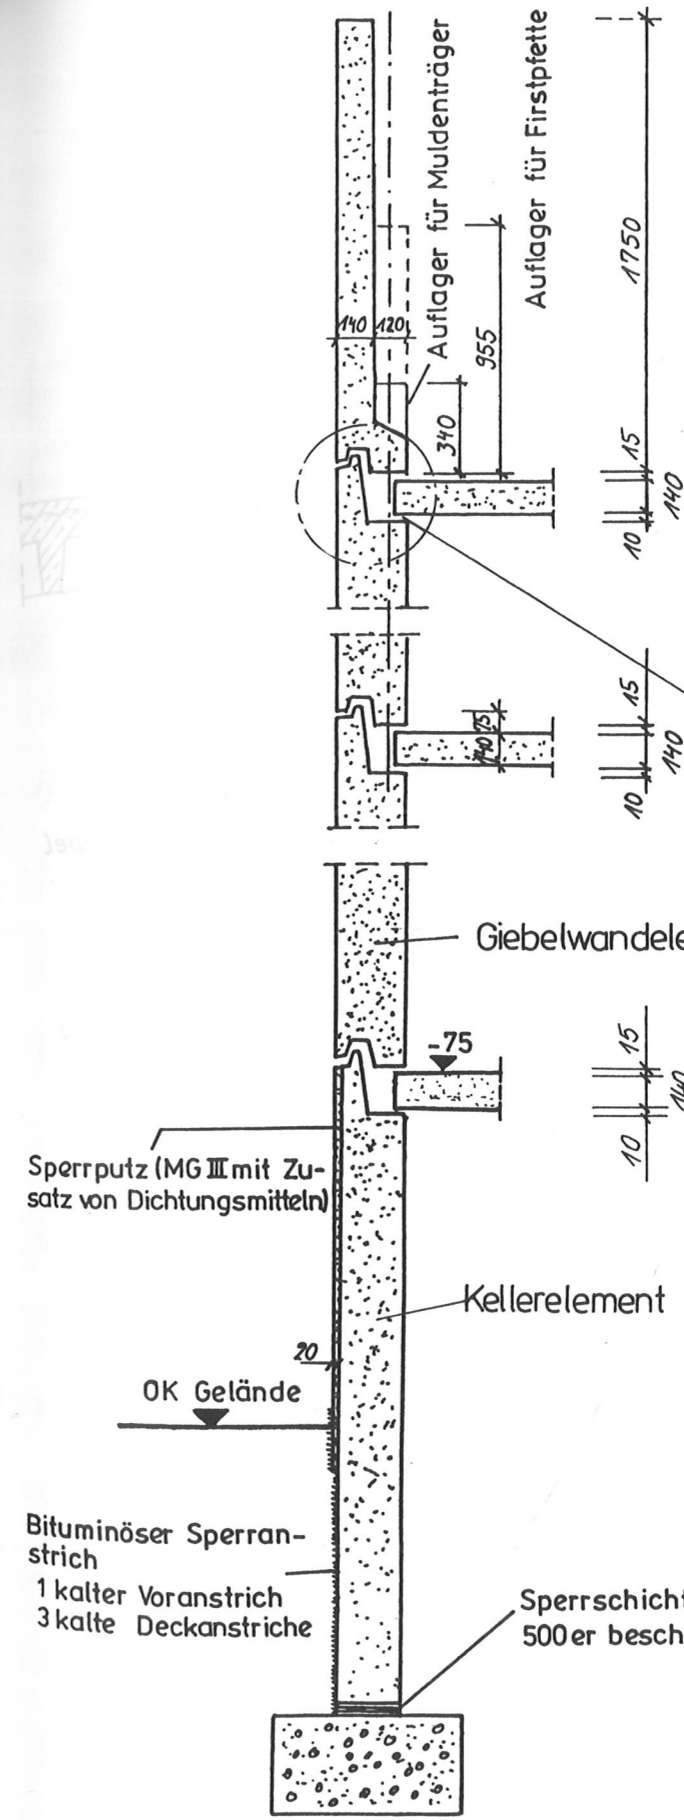 Auflager für Muldenträger
Auflager für Firstpfette
1750
140
120
955
340
15
140
10
15
75
140
140
10
Giebelwandele
-75
15
140
10
Sperrputz (MG III mit Zu-
satz von Dichtungsmitteln)
Kellerelement
20
OK Gelände
Bituminöser Sperran-
strich
1 kalter Voranstrich
3 kalte Deckanstriche
Sperrschicht
500er besch